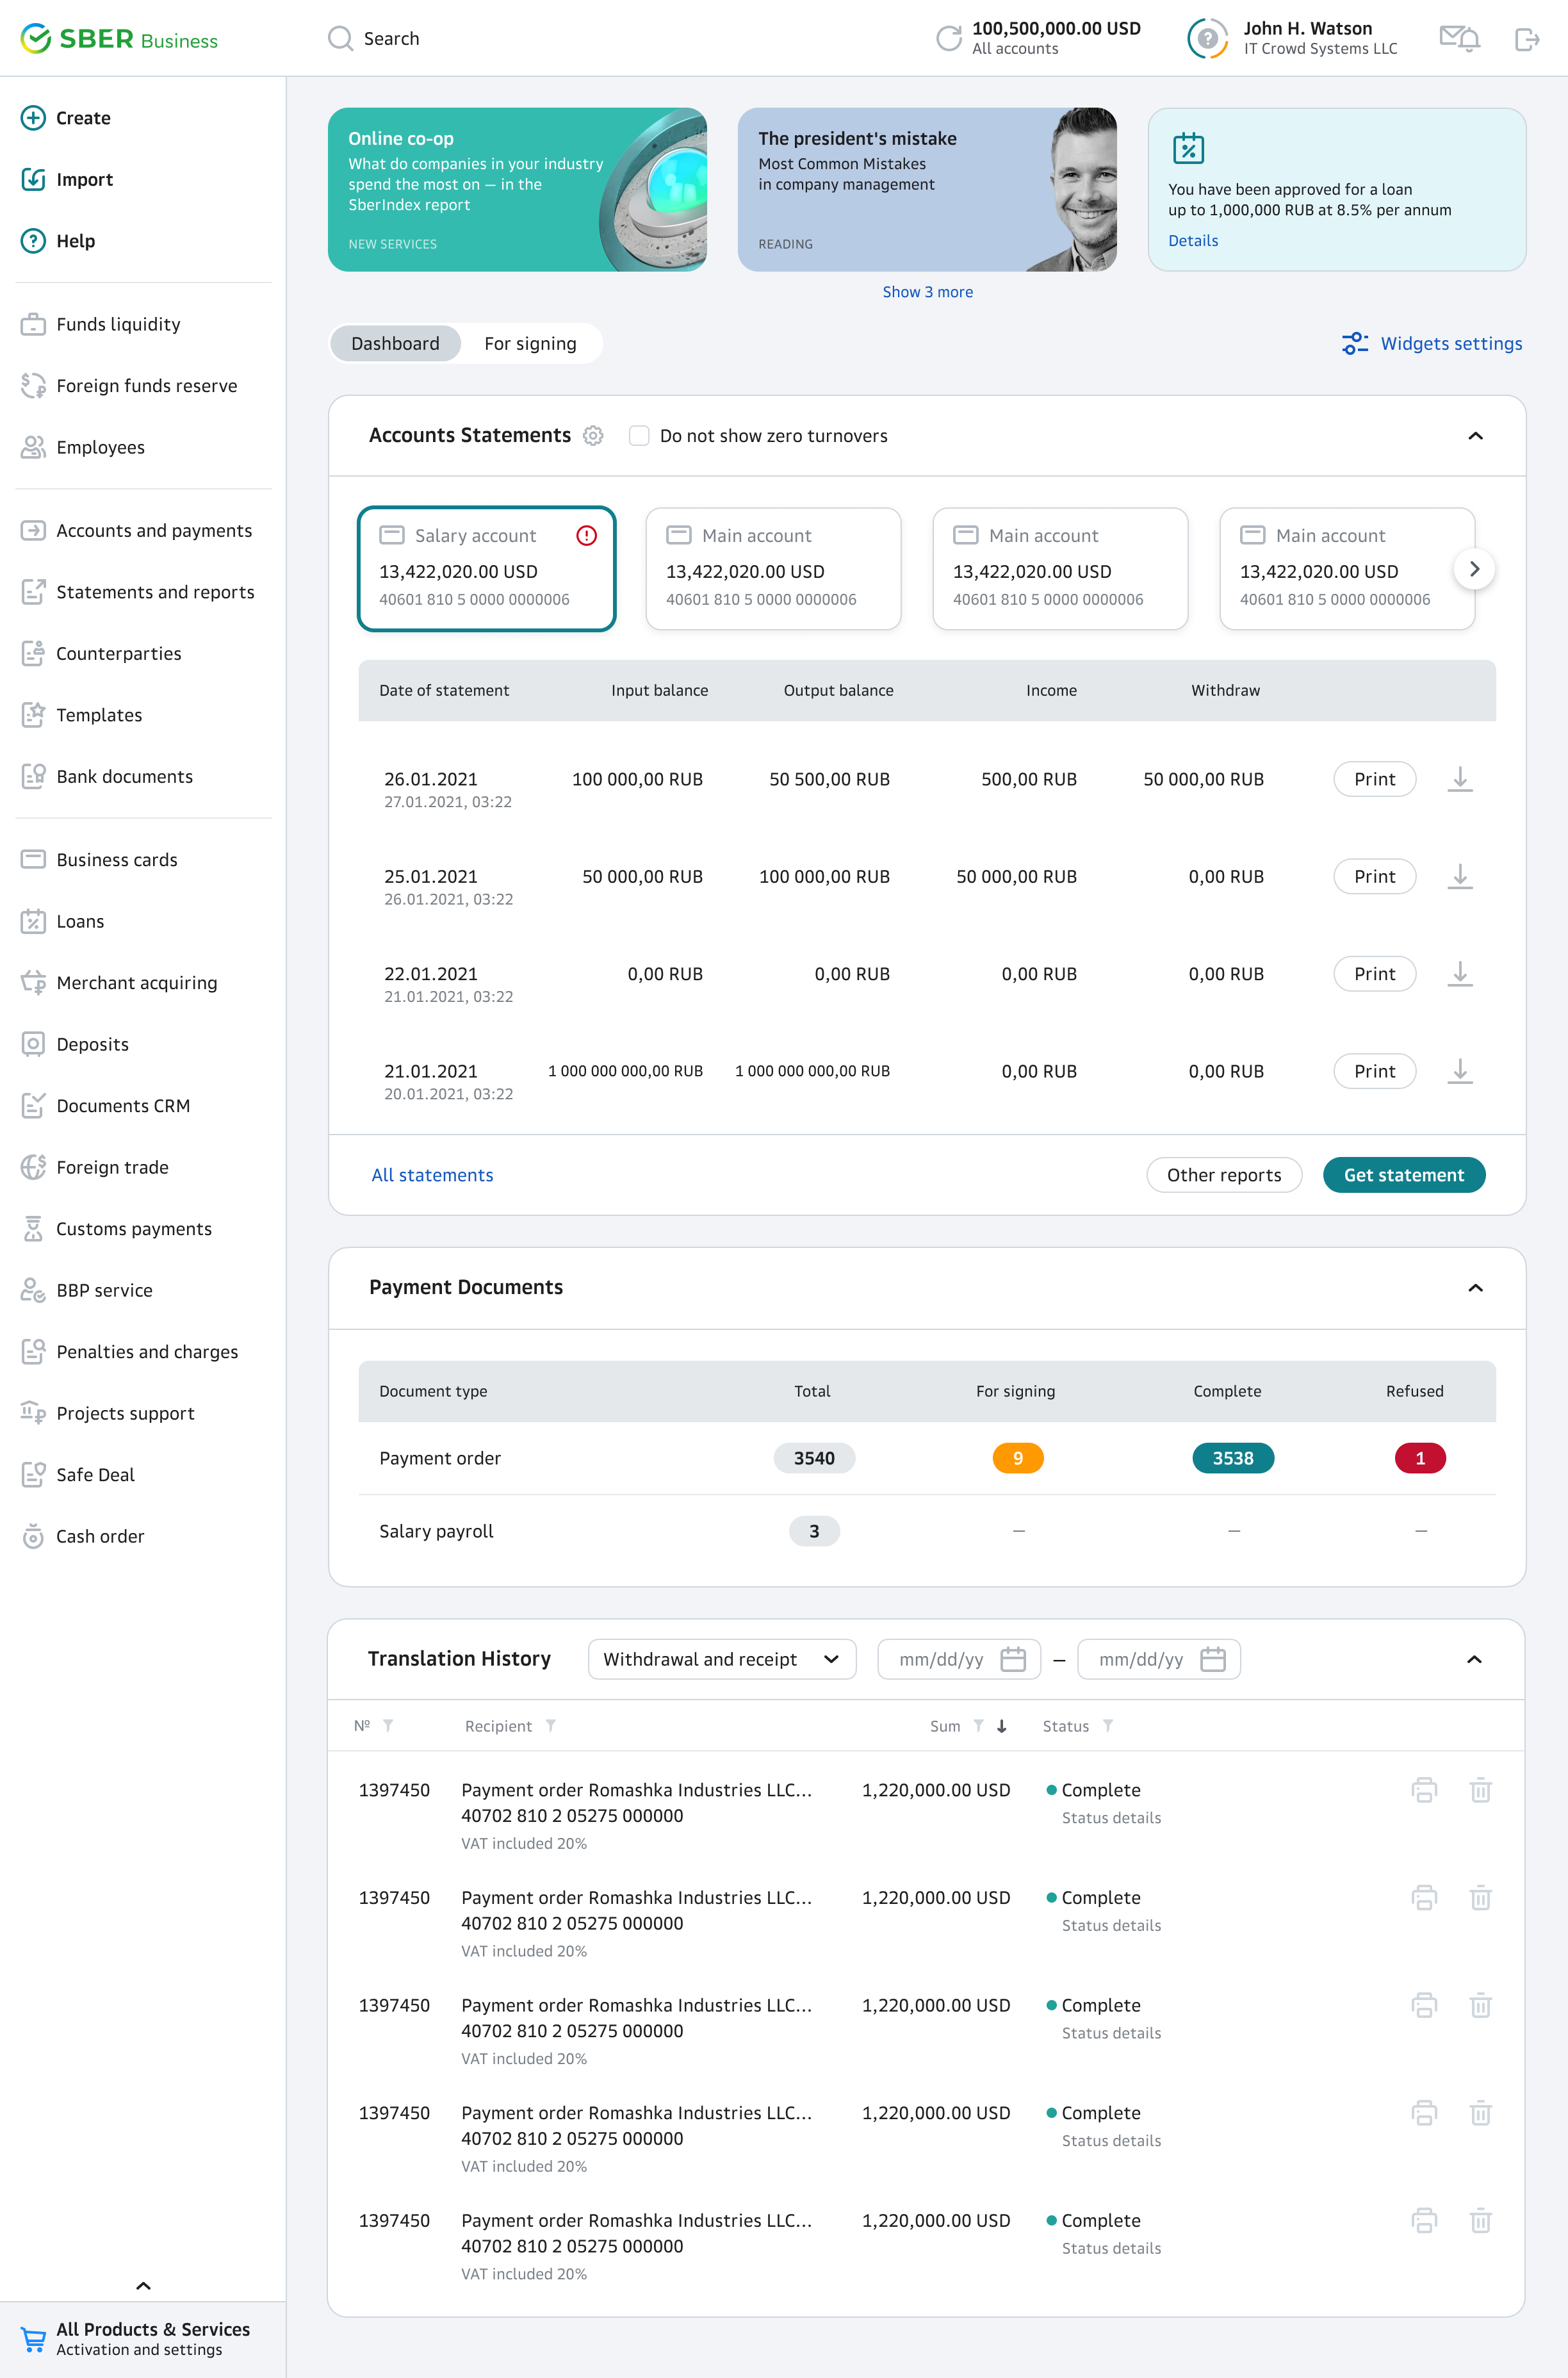 SBER Business
Search
100,500,000.00 USD
All accounts
?
John H. Watson
IT Crowd Systems LLC
Create
Import
Help
Funds liquidity
Foreign funds reserve
Employees
Accounts and payments
Statements and reports
Counterparties
Templates
Bank documents
Business cards
Loans
Merchant acquiring
Deposits
Documents CRM
Foreign trade
Customs payments
BBP service
Penalties and charges
Projects support
Safe Deal
Cash order
All Products & Services
Activation and settings
Online co-op
What do companies in your industry
spend the most on — in the
SberIndex report
NEW SERVICES
The president's mistake
Most Common Mistakes
in company management
READING
You have been approved for a loan
up to 1,000,000 RUB at 8.5% per annum
Details
Show 3 more
Dashboard For signing
Widgets settings
Accounts Statements Do not show zero turnovers
Salary account
13,422,020.00 USD
40601 810 5 0000 0000006
Main account
13,422,020.00 USD
40601 810 5 0000 0000006
Main account
13,422,020.00 USD
40601 810 5 0000 0000006
Main account
13,422,020.00 USD
40601 810 5 0000 0000006
Date of statement Input balance Output balance Income Withdraw
26.01.2021 100 000,00 RUB 50 500,00 RUB 500,00 RUB 50 000,00 RUB Print
27.01.2021, 03:22
25.01.2021 50 000,00 RUB 100 000,00 RUB 50 000,00 RUB 0,00 RUB Print
26.01.2021, 03:22
22.01.2021 0,00 RUB 0,00 RUB 0,00 RUB 0,00 RUB Print
21.01.2021, 03:22
21.01.2021 1 000 000 000,00 RUB 1 000 000 000,00 RUB 0,00 RUB 0,00 RUB Print
20.01.2021, 03:22
All statements Other reports Get statement
Payment Documents
Document type Total For signing Complete Refused
Payment order 3540 9 3538 1
Salary payroll 3 — — —
Translation History Withdrawal and receipt mm/dd/yy — mm/dd/yy
№ Recipient Sum Status
1397450 Payment order Romashka Industries LLC... 1,220,000.00 USD Complete
40702 810 2 05275 000000 Status details
VAT included 20%
1397450 Payment order Romashka Industries LLC... 1,220,000.00 USD Complete
40702 810 2 05275 000000 Status details
VAT included 20%
1397450 Payment order Romashka Industries LLC... 1,220,000.00 USD Complete
40702 810 2 05275 000000 Status details
VAT included 20%
1397450 Payment order Romashka Industries LLC... 1,220,000.00 USD Complete
40702 810 2 05275 000000 Status details
VAT included 20%
1397450 Payment order Romashka Industries LLC... 1,220,000.00 USD Complete
40702 810 2 05275 000000 Status details
VAT included 20%